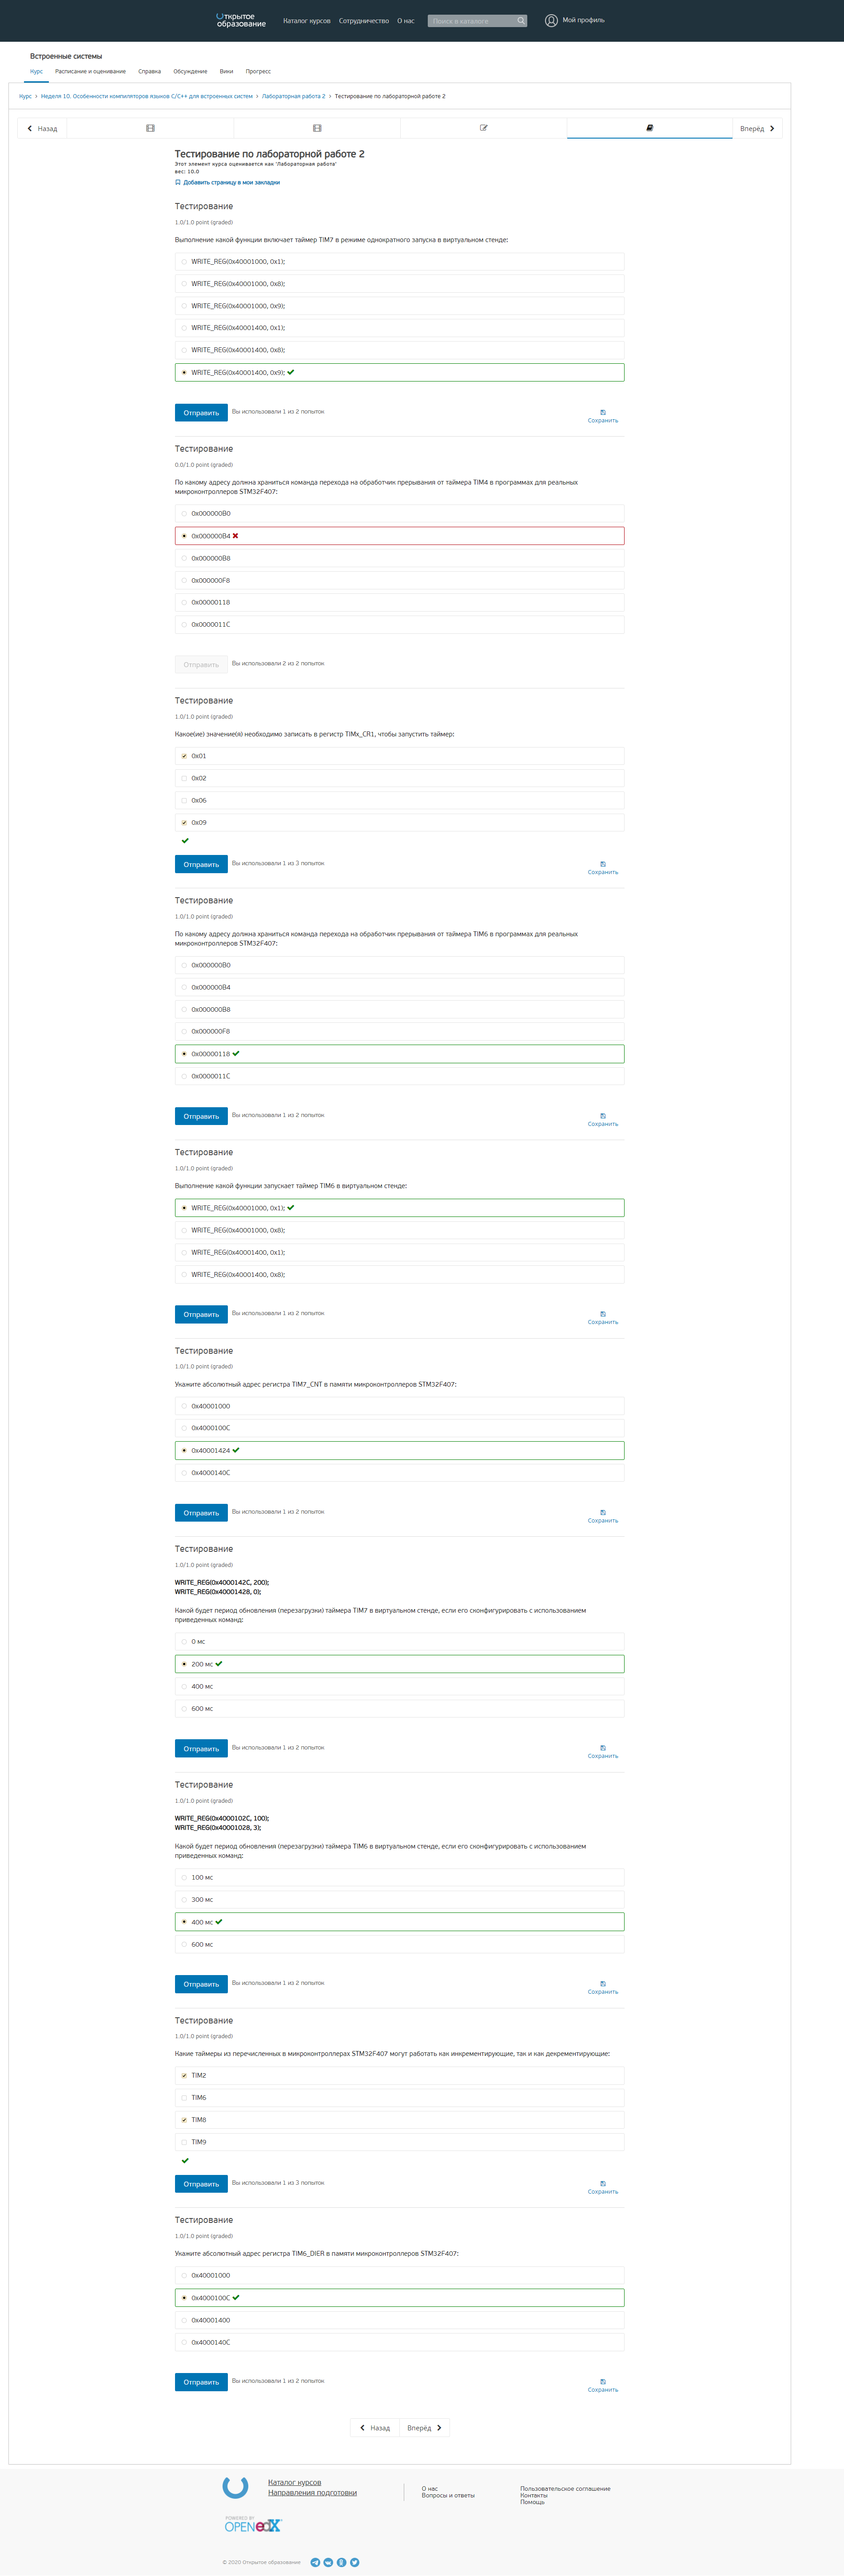 Открытое
образование
Каталог курсов
Сотрудничество
О нас
Поиск в каталоге
Мой профиль
Встроенные системы
Курс
Расписание и оценивание
Справка
Обсуждение
Вики
Прогресс
Курс > Неделя 10. Особенности компиляторов языков C/C++ для встроенных систем > Лабораторная работа 2 > Тестирование по лабораторной работе 2
Назад
Вперёд
Тестирование по лабораторной работе 2
Этот элемент курса оценивается как 'Лабораторная работа'
вес: 10.0
Добавить страницу в мои закладки
Тестирование
1.0/1.0 point (graded)
Выполнение какой функции включает таймер TIM7 в режиме однократного запуска в виртуальном стенде:
WRITE_REG(0x40001000, 0x1);
WRITE_REG(0x40001000, 0x8);
WRITE_REG(0x40001000, 0x9);
WRITE_REG(0x40001400, 0x1);
WRITE_REG(0x40001400, 0x8);
WRITE_REG(0x40001400, 0x9);
Отправить
Вы использовали 1 из 2 попыток
Сохранить
Тестирование
0.0/1.0 point (graded)
По какому адресу должна храниться команда перехода на обработчик прерывания от таймера TIM4 в программах для реальных
микроконтроллеров STM32F407:
0x000000B0
0x000000B4
0x000000B8
0x000000F8
0x00000118
0x0000011C
Отправить
Вы использовали 2 из 2 попыток
Тестирование
1.0/1.0 point (graded)
Какое(ие) значение(я) необходимо записать в регистр TIMx_CR1, чтобы запустить таймер:
0x01
0x02
0x06
0x09
Отправить
Вы использовали 1 из 3 попыток
Сохранить
Тестирование
1.0/1.0 point (graded)
По какому адресу должна храниться команда перехода на обработчик прерывания от таймера TIM6 в программах для реальных
микроконтроллеров STM32F407:
0x000000B0
0x000000B4
0x000000B8
0x000000F8
0x00000118
0x0000011C
Отправить
Вы использовали 1 из 2 попыток
Сохранить
Тестирование
1.0/1.0 point (graded)
Выполнение какой функции запускает таймер TIM6 в виртуальном стенде:
WRITE_REG(0x40001000, 0x1);
WRITE_REG(0x40001000, 0x8);
WRITE_REG(0x40001400, 0x1);
WRITE_REG(0x40001400, 0x8);
Отправить
Вы использовали 1 из 2 попыток
Сохранить
Тестирование
1.0/1.0 point (graded)
Укажите абсолютный адрес регистра TIM7_CNT в памяти микроконтроллеров STM32F407:
0x40001000
0x4000100C
0x40001424
0x4000140C
Отправить
Вы использовали 1 из 2 попыток
Сохранить
Тестирование
1.0/1.0 point (graded)
WRITE_REG(0x4000142C, 200);
WRITE_REG(0x40001428, 0);
Какой будет период обновления (перезагрузки) таймера TIM7 в виртуальном стенде, если его сконфигурировать с использованием
приведенных команд:
0 мс
200 мс
400 мс
600 мс
Отправить
Вы использовали 1 из 2 попыток
Сохранить
Тестирование
1.0/1.0 point (graded)
WRITE_REG(0x4000102C, 100);
WRITE_REG(0x40001028, 3);
Какой будет период обновления (перезагрузки) таймера TIM6 в виртуальном стенде, если его сконфигурировать с использованием
приведенных команд:
100 мс
300 мс
400 мс
600 мс
Отправить
Вы использовали 1 из 2 попыток
Сохранить
Тестирование
1.0/1.0 point (graded)
Какие таймеры из перечисленных в микроконтроллерах STM32F407 могут работать как инкрементирующие, так и как декрементирующие:
TIM2
TIM6
TIM8
TIM9
Отправить
Вы использовали 1 из 3 попыток
Сохранить
Тестирование
1.0/1.0 point (graded)
Укажите абсолютный адрес регистра TIM6_DIER в памяти микроконтроллеров STM32F407:
0x40001000
0x4000100C
0x40001400
0x4000140C
Отправить
Вы использовали 1 из 2 попыток
Сохранить
Назад
Вперёд
Каталог курсов
Направления подготовки
О нас
Вопросы и ответы
Пользовательское соглашение
Контакты
Помощь
POWERED BY
OPEN edX
© 2020 Открытое образование